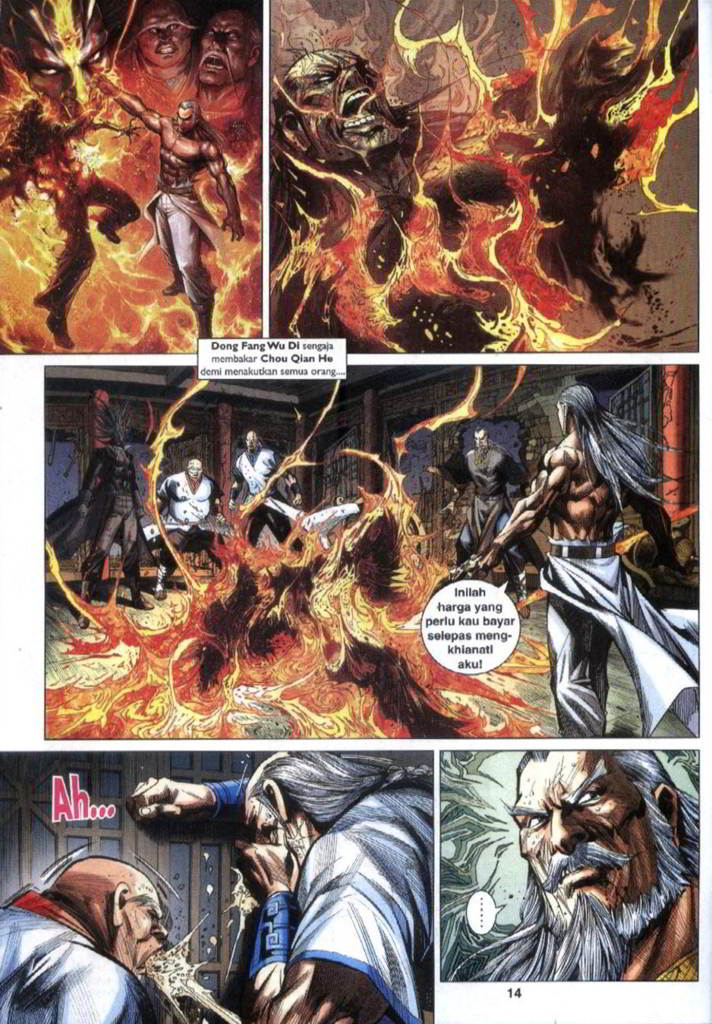 Dong Fang Wu Di sengaja
membakar Chou Qian He
demi menakutkan semua orang....
Inilah
harga yang
perlu kau bayar
selepas meng-
khianati
aku!
Ah...
......
14